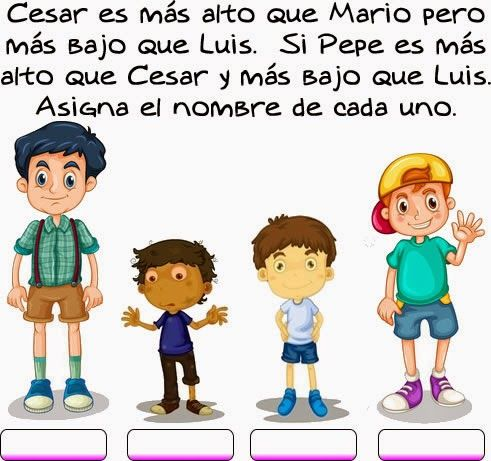 Cesar es más alto que Mario pero
más bajo que Luis. Si Pepe es más
alto que Cesar y más bajo que Luis.
Asigna el nombre de cada uno.